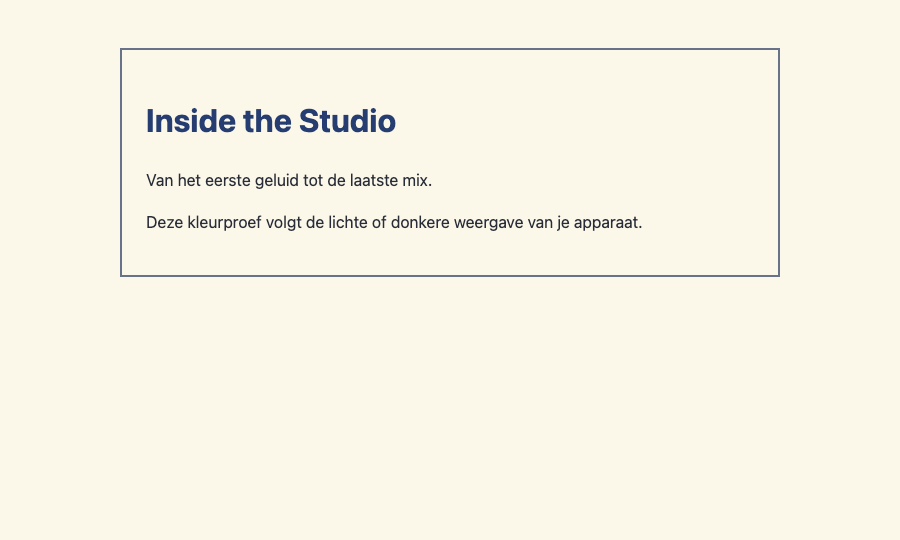 Inside the Studio
Van het eerste geluid tot de laatste mix.
Deze kleurproef volgt de lichte of donkere weergave van je apparaat.